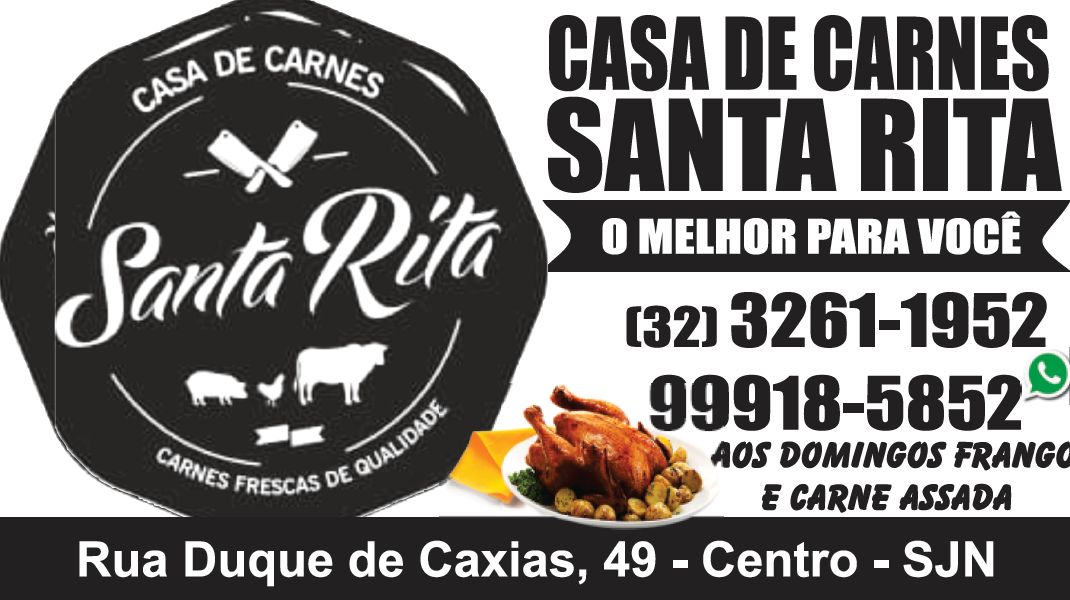 CASA DE CARNES
Santa Rita
CARNES FRESCAS DE QUALIDADE
CASA DE CARNES
SANTA RITA
O MELHOR PARA VOCÊ
(32) 3261-1952
99918-5852
AOS DOMINGOS FRANGO
E CARNE ASSADA
Rua Duque de Caxias, 49 - Centro - SJN